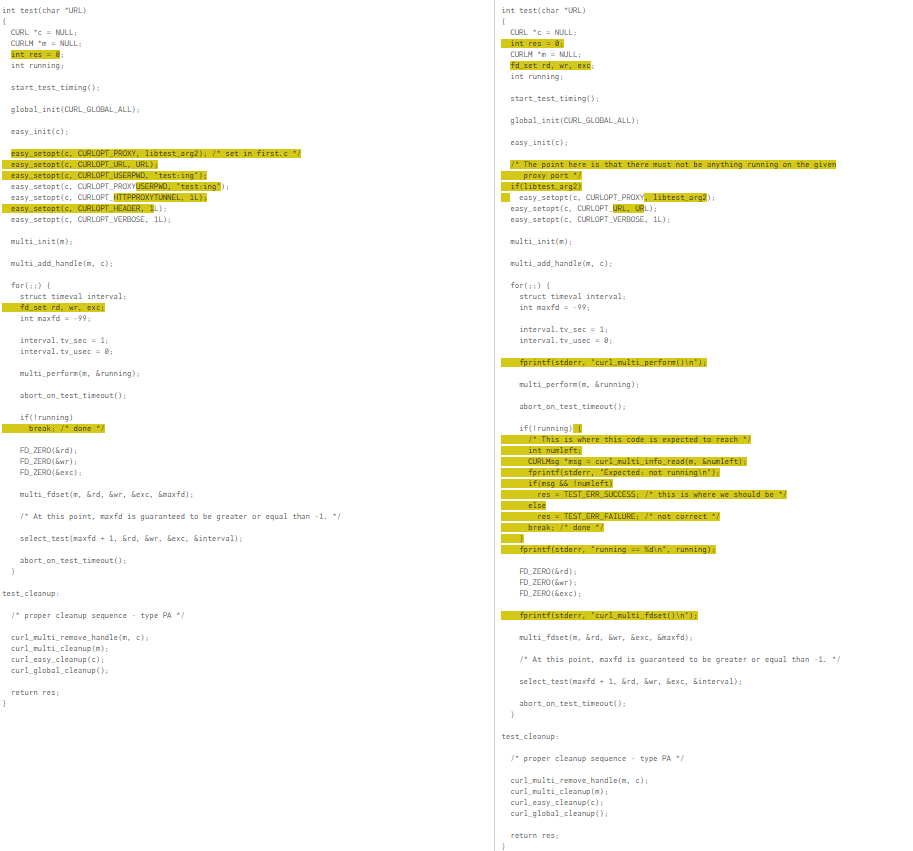 int test(char *URL)
{
  CURL *c = NULL;
  CURLM *m = NULL;
  int res = 0;
  int running;

  start_test_timing();

  global_init(CURL_GLOBAL_ALL);

  easy_init(c);

  easy_setopt(c, CURLOPT_PROXY, libtest_arg2); /* set in first.c */
  easy_setopt(c, CURLOPT_URL, URL);
  easy_setopt(c, CURLOPT_USERPWD, "test:ing");
  easy_setopt(c, CURLOPT_PROXYUSERPWD, "test:ing");
  easy_setopt(c, CURLOPT_HTTPPROXYTUNNEL, 1L);
  easy_setopt(c, CURLOPT_HEADER, 1L);
  easy_setopt(c, CURLOPT_VERBOSE, 1L);

  multi_init(m);

  multi_add_handle(m, c);

  for(;;) {
    struct timeval interval;
    fd_set rd, wr, exc;
    int maxfd = -99;

    interval.tv_sec = 1;
    interval.tv_usec = 0;

    multi_perform(m, &running);

    abort_on_test_timeout();

    if(!running)
      break; /* done */

    FD_ZERO(&rd);
    FD_ZERO(&wr);
    FD_ZERO(&exc);

    multi_fdset(m, &rd, &wr, &exc, &maxfd);

    /* At this point, maxfd is guaranteed to be greater or equal than -1. */

    select_test(maxfd + 1, &rd, &wr, &exc, &interval);

    abort_on_test_timeout();
  }

test_cleanup:

  /* proper cleanup sequence - type PA */

  curl_multi_remove_handle(m, c);
  curl_multi_cleanup(m);
  curl_easy_cleanup(c);
  curl_global_cleanup();

  return res;
}
int test(char *URL)
{
  CURL *c = NULL;
  int res = 0;
  CURLM *m = NULL;
  fd_set rd, wr, exc;
  int running;

  start_test_timing();

  global_init(CURL_GLOBAL_ALL);

  easy_init(c);

  /* The point here is that there must not be anything running on the given
     proxy port */
  if(libtest_arg2)
    easy_setopt(c, CURLOPT_PROXY, libtest_arg2);
  easy_setopt(c, CURLOPT_URL, URL);
  easy_setopt(c, CURLOPT_VERBOSE, 1L);

  multi_init(m);

  multi_add_handle(m, c);

  for(;;) {
    struct timeval interval;
    int maxfd = -99;

    interval.tv_sec = 1;
    interval.tv_usec = 0;

    fprintf(stderr, "curl_multi_perform()\n");

    multi_perform(m, &running);

    abort_on_test_timeout();

    if(!running) {
      /* This is where this code is expected to reach */
      int numleft;
      CURLMsg *msg = curl_multi_info_read(m, &numleft);
      fprintf(stderr, "Expected: not running\n");
      if(msg && !numleft)
        res = TEST_ERR_SUCCESS; /* this is where we should be */
      else
        res = TEST_ERR_FAILURE; /* not correct */
      break; /* done */
    }
    fprintf(stderr, "running == %d\n", running);

    FD_ZERO(&rd);
    FD_ZERO(&wr);
    FD_ZERO(&exc);

    fprintf(stderr, "curl_multi_fdset()\n");

    multi_fdset(m, &rd, &wr, &exc, &maxfd);

    /* At this point, maxfd is guaranteed to be greater or equal than -1. */

    select_test(maxfd + 1, &rd, &wr, &exc, &interval);

    abort_on_test_timeout();
  }

test_cleanup:

  /* proper cleanup sequence - type PA */

  curl_multi_remove_handle(m, c);
  curl_multi_cleanup(m);
  curl_easy_cleanup(c);
  curl_global_cleanup();

  return res;
}